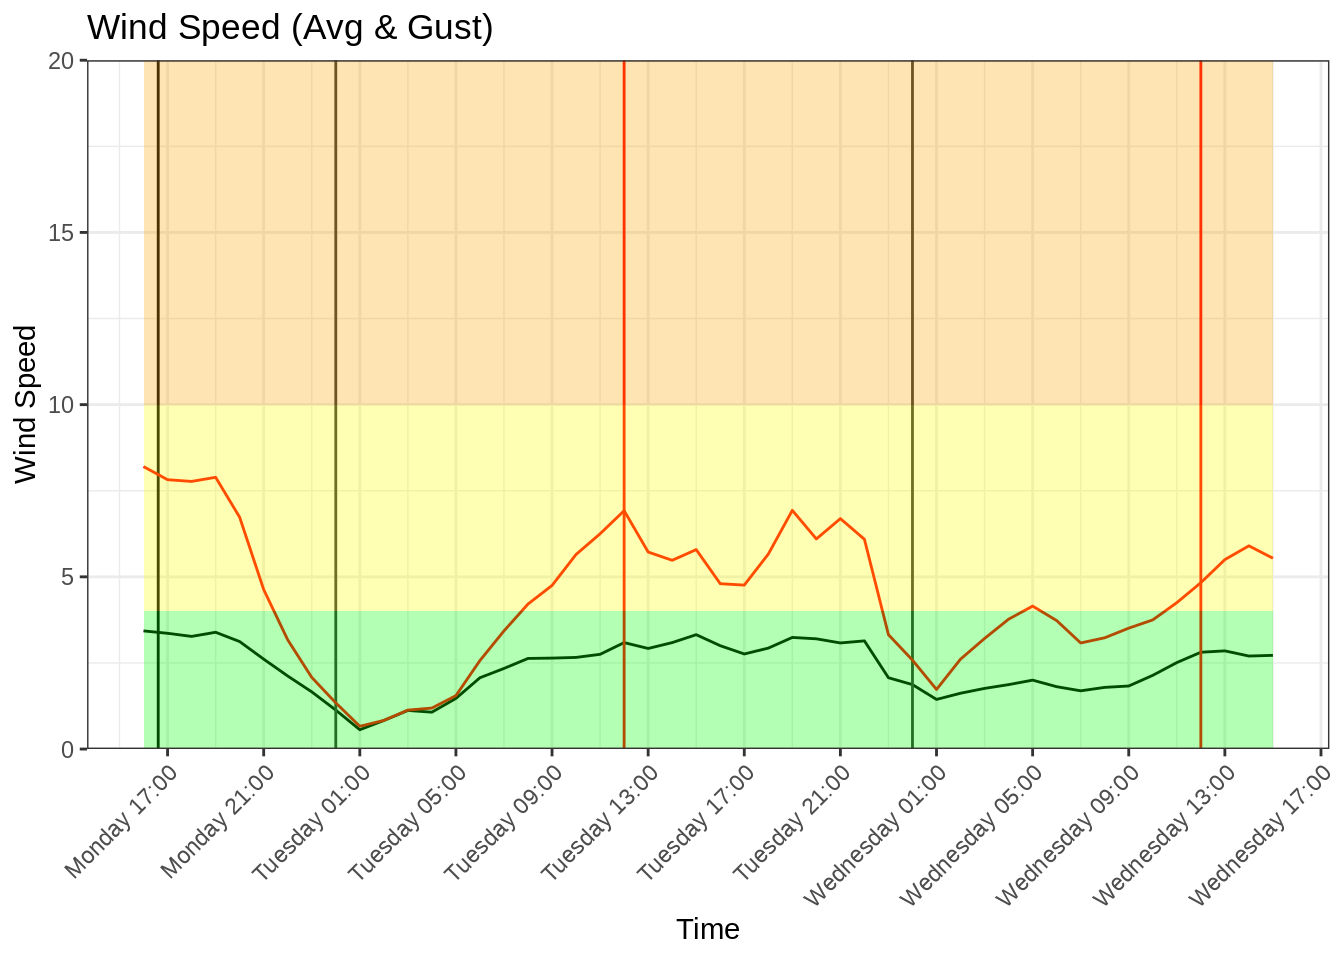 Wind Speed (Avg & Gust)
20
15
10
5
0
Wind Speed
Monday 17:00
Monday 21:00
Tuesday 01:00
Tuesday 05:00
Tuesday 09:00
Tuesday 13:00
Tuesday 17:00
Tuesday 21:00
Wednesday 01:00
Wednesday 05:00
Wednesday 09:00
Wednesday 13:00
Wednesday 17:00
Time